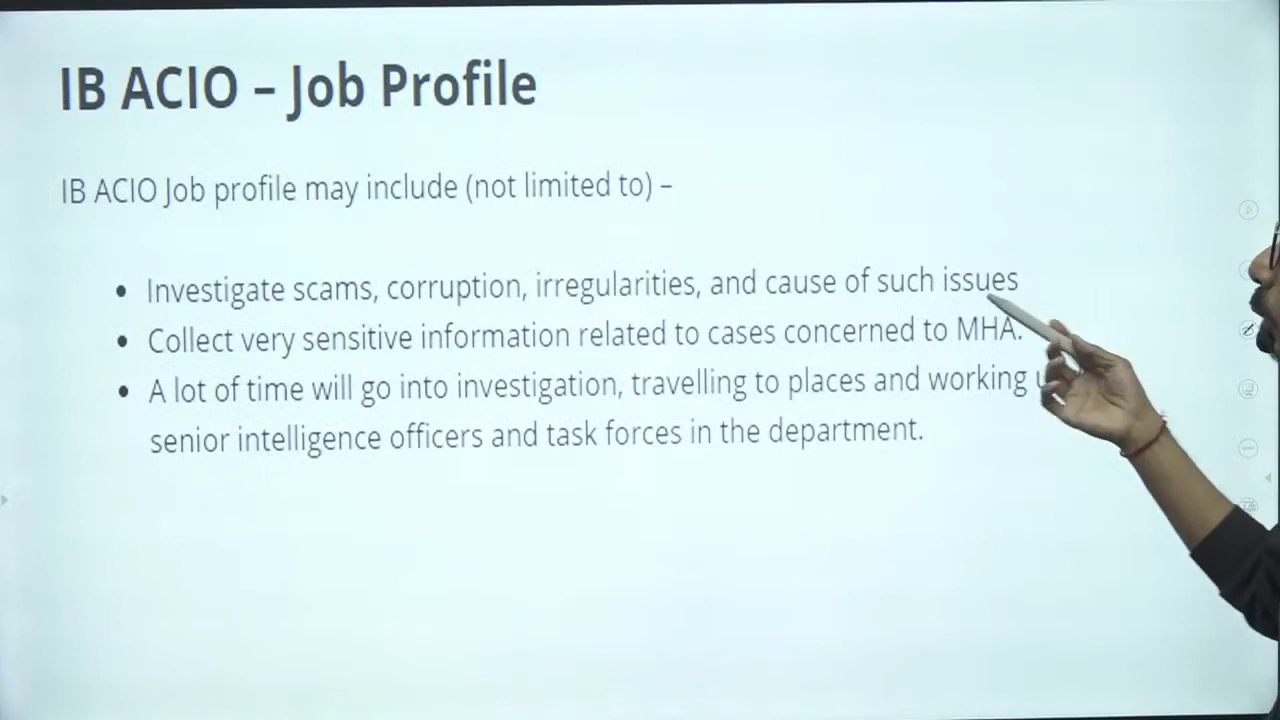 IB ACIO – Job Profile
IB ACIO Job profile may include (not limited to) –
• Investigate scams, corruption, irregularities, and cause of such issues
• Collect very sensitive information related to cases concerned to MHA.
• A lot of time will go into investigation, travelling to places and working
senior intelligence officers and task forces in the department.